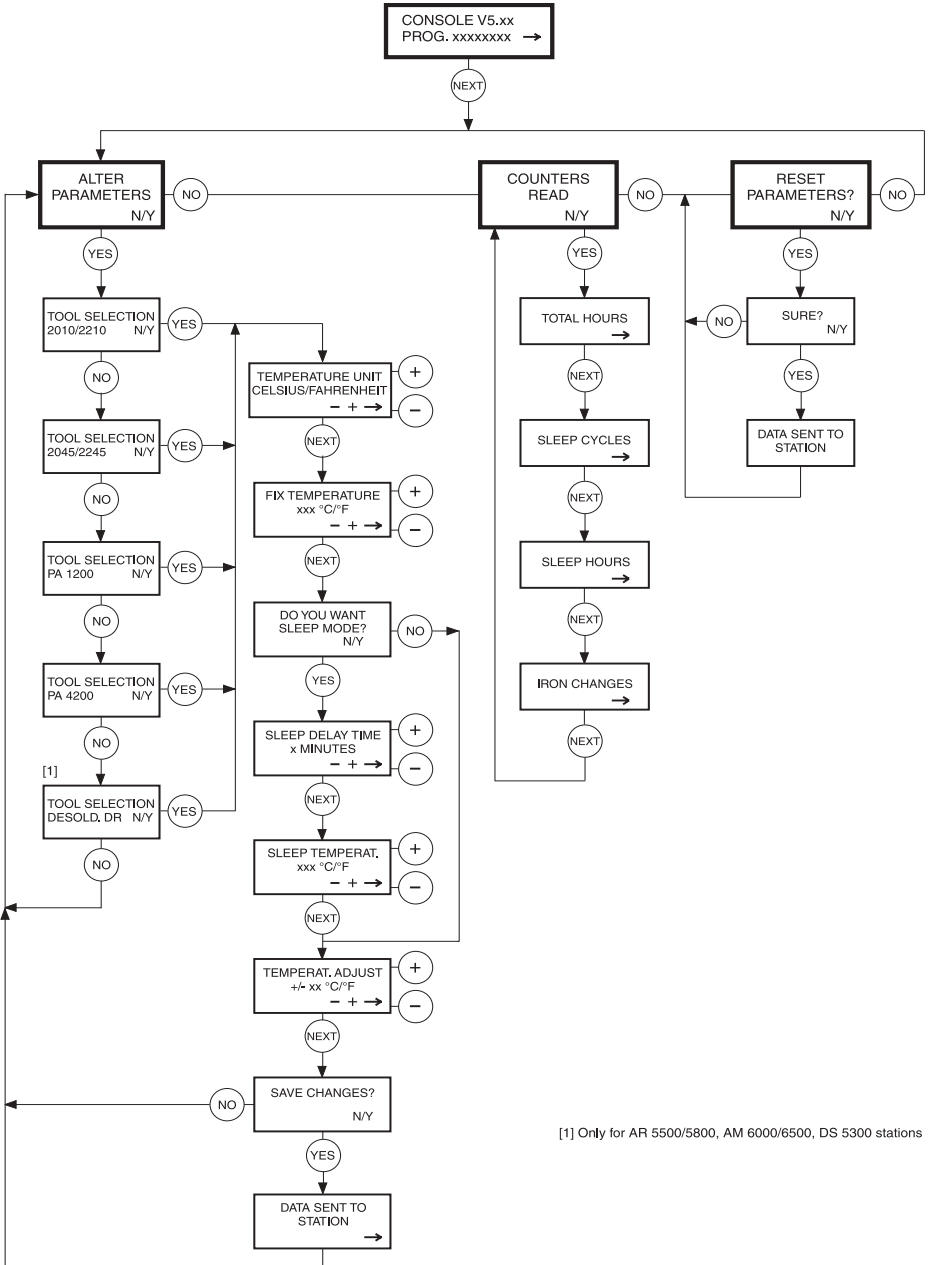 CONSOLE V5.xx
PROG. xxxxxxxx →
NEXT
ALTER
PARAMETERS
N/Y
NO
YES
TOOL SELECTION
2010/2210 N/Y
YES
NO
TOOL SELECTION
2045/2245 N/Y
YES
NO
TOOL SELECTION
PA 1200 N/Y
YES
NO
TOOL SELECTION
PA 4200 N/Y
YES
NO
[1]
TOOL SELECTION
DESOLD. DR N/Y
YES
NO
TEMPERATURE UNIT
CELSIUS/FAHRENHEIT
− + →
+
−
NEXT
FIX TEMPERATURE
xxx °C/°F
− + →
+
−
NEXT
DO YOU WANT
SLEEP MODE?
N/Y
NO
YES
SLEEP DELAY TIME
x MINUTES
− + →
+
−
NEXT
SLEEP TEMPERAT.
xxx °C/°F
− + →
+
−
NEXT
TEMPERAT. ADJUST
+/- xx °C/°F
− + →
+
−
NEXT
SAVE CHANGES?
N/Y
NO
YES
DATA SENT TO
STATION
→
COUNTERS
READ
N/Y
NO
YES
TOTAL HOURS
→
NEXT
SLEEP CYCLES
→
NEXT
SLEEP HOURS
→
NEXT
IRON CHANGES
→
NEXT
RESET
PARAMETERS?
N/Y
NO
YES
SURE?
N/Y
NO
YES
DATA SENT TO
STATION
[1] Only for AR 5500/5800, AM 6000/6500, DS 5300 stations